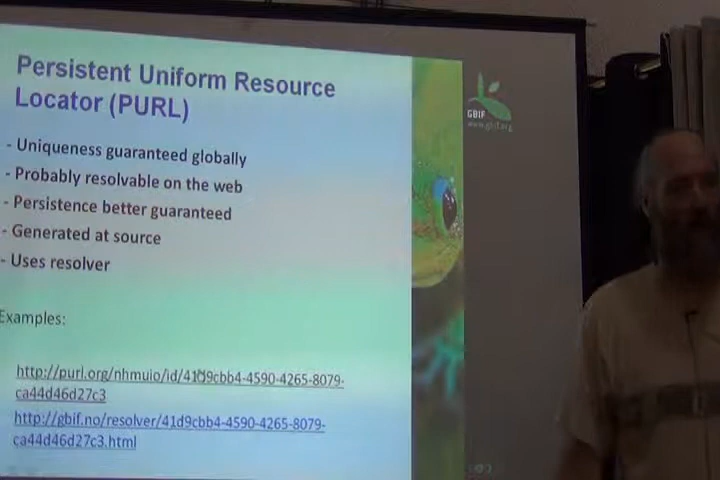 Persistent Uniform Resource
Locator (PURL)
- Uniqueness guaranteed globally
- Probably resolvable on the web
- Persistence better guaranteed
- Generated at source
- Uses resolver
Examples:
http://purl.org/nhmuio/id/41d9cbb4-4590-4265-8079-
ca44d46d27c3
http://gbif.no/resolver/41d9cbb4-4590-4265-8079-
ca44d46d27c3.html
GBIF
www.gbif.org